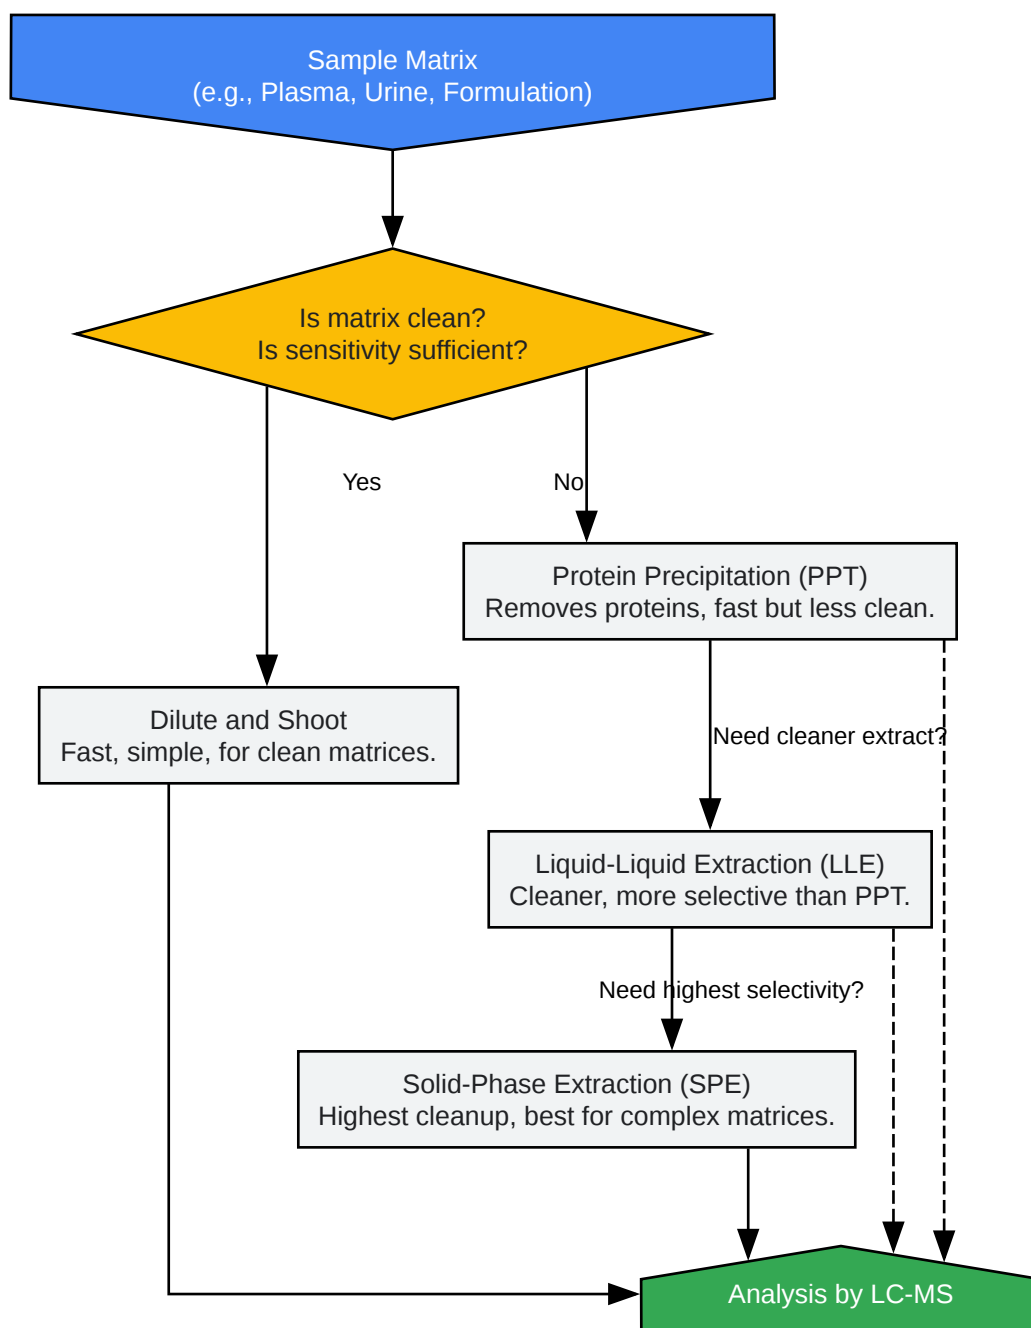 Sample Matrix
(e.g., Plasma, Urine, Formulation)
Is matrix clean?
Is sensitivity sufficient?
Yes
No
Protein Precipitation (PPT)
Removes proteins, fast but less clean.
Dilute and Shoot
Fast, simple, for clean matrices.
Need cleaner extract?
Liquid-Liquid Extraction (LLE)
Cleaner, more selective than PPT.
Need highest selectivity?
Solid-Phase Extraction (SPE)
Highest cleanup, best for complex matrices.
Analysis by LC-MS